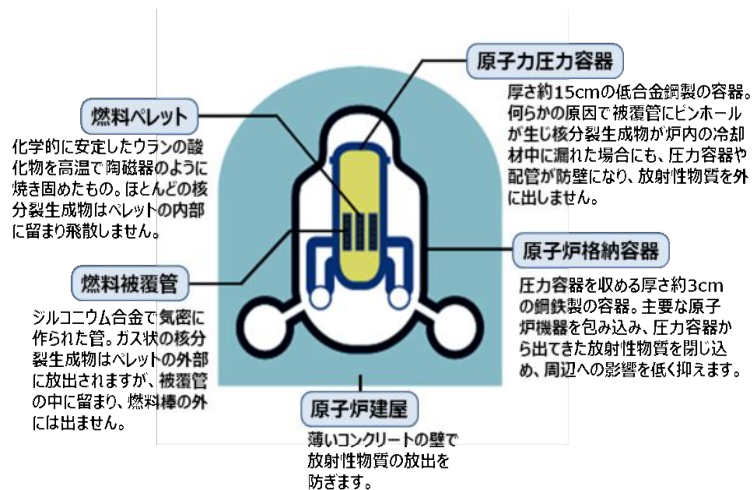 燃料ペレット
化学的に安定したウランの酸
化物を高温で陶磁器のように
焼き固めたもの。ほとんどの核
分裂生成物はペレットの内部
に留まり飛散しません。
燃料被覆管
ジルコニウム合金で気密に
作られた管。ガス状の核分
裂生成物はペレットの外部
に放出されますが、被覆管
の中に留まり、燃料棒の外
には出ません。
原子力圧力容器
厚さ約15cmの低合金鋼製の容器。
何らかの原因で被覆管にピンホール
が生じ核分裂生成物が炉内の冷却
材中に漏れた場合にも、圧力容器や
配管が防壁になり、放射性物質を外
に出しません。
原子炉格納容器
圧力容器を収める厚さ約3cm
の鋼鉄製の容器。主要な原子
炉機器を包み込み、圧力容器か
ら出てきた放射性物質を閉じ込
め、周辺への影響を低く抑えます。
原子炉建屋
薄いコンクリートの壁で
放射性物質の放出を
防ぎます。